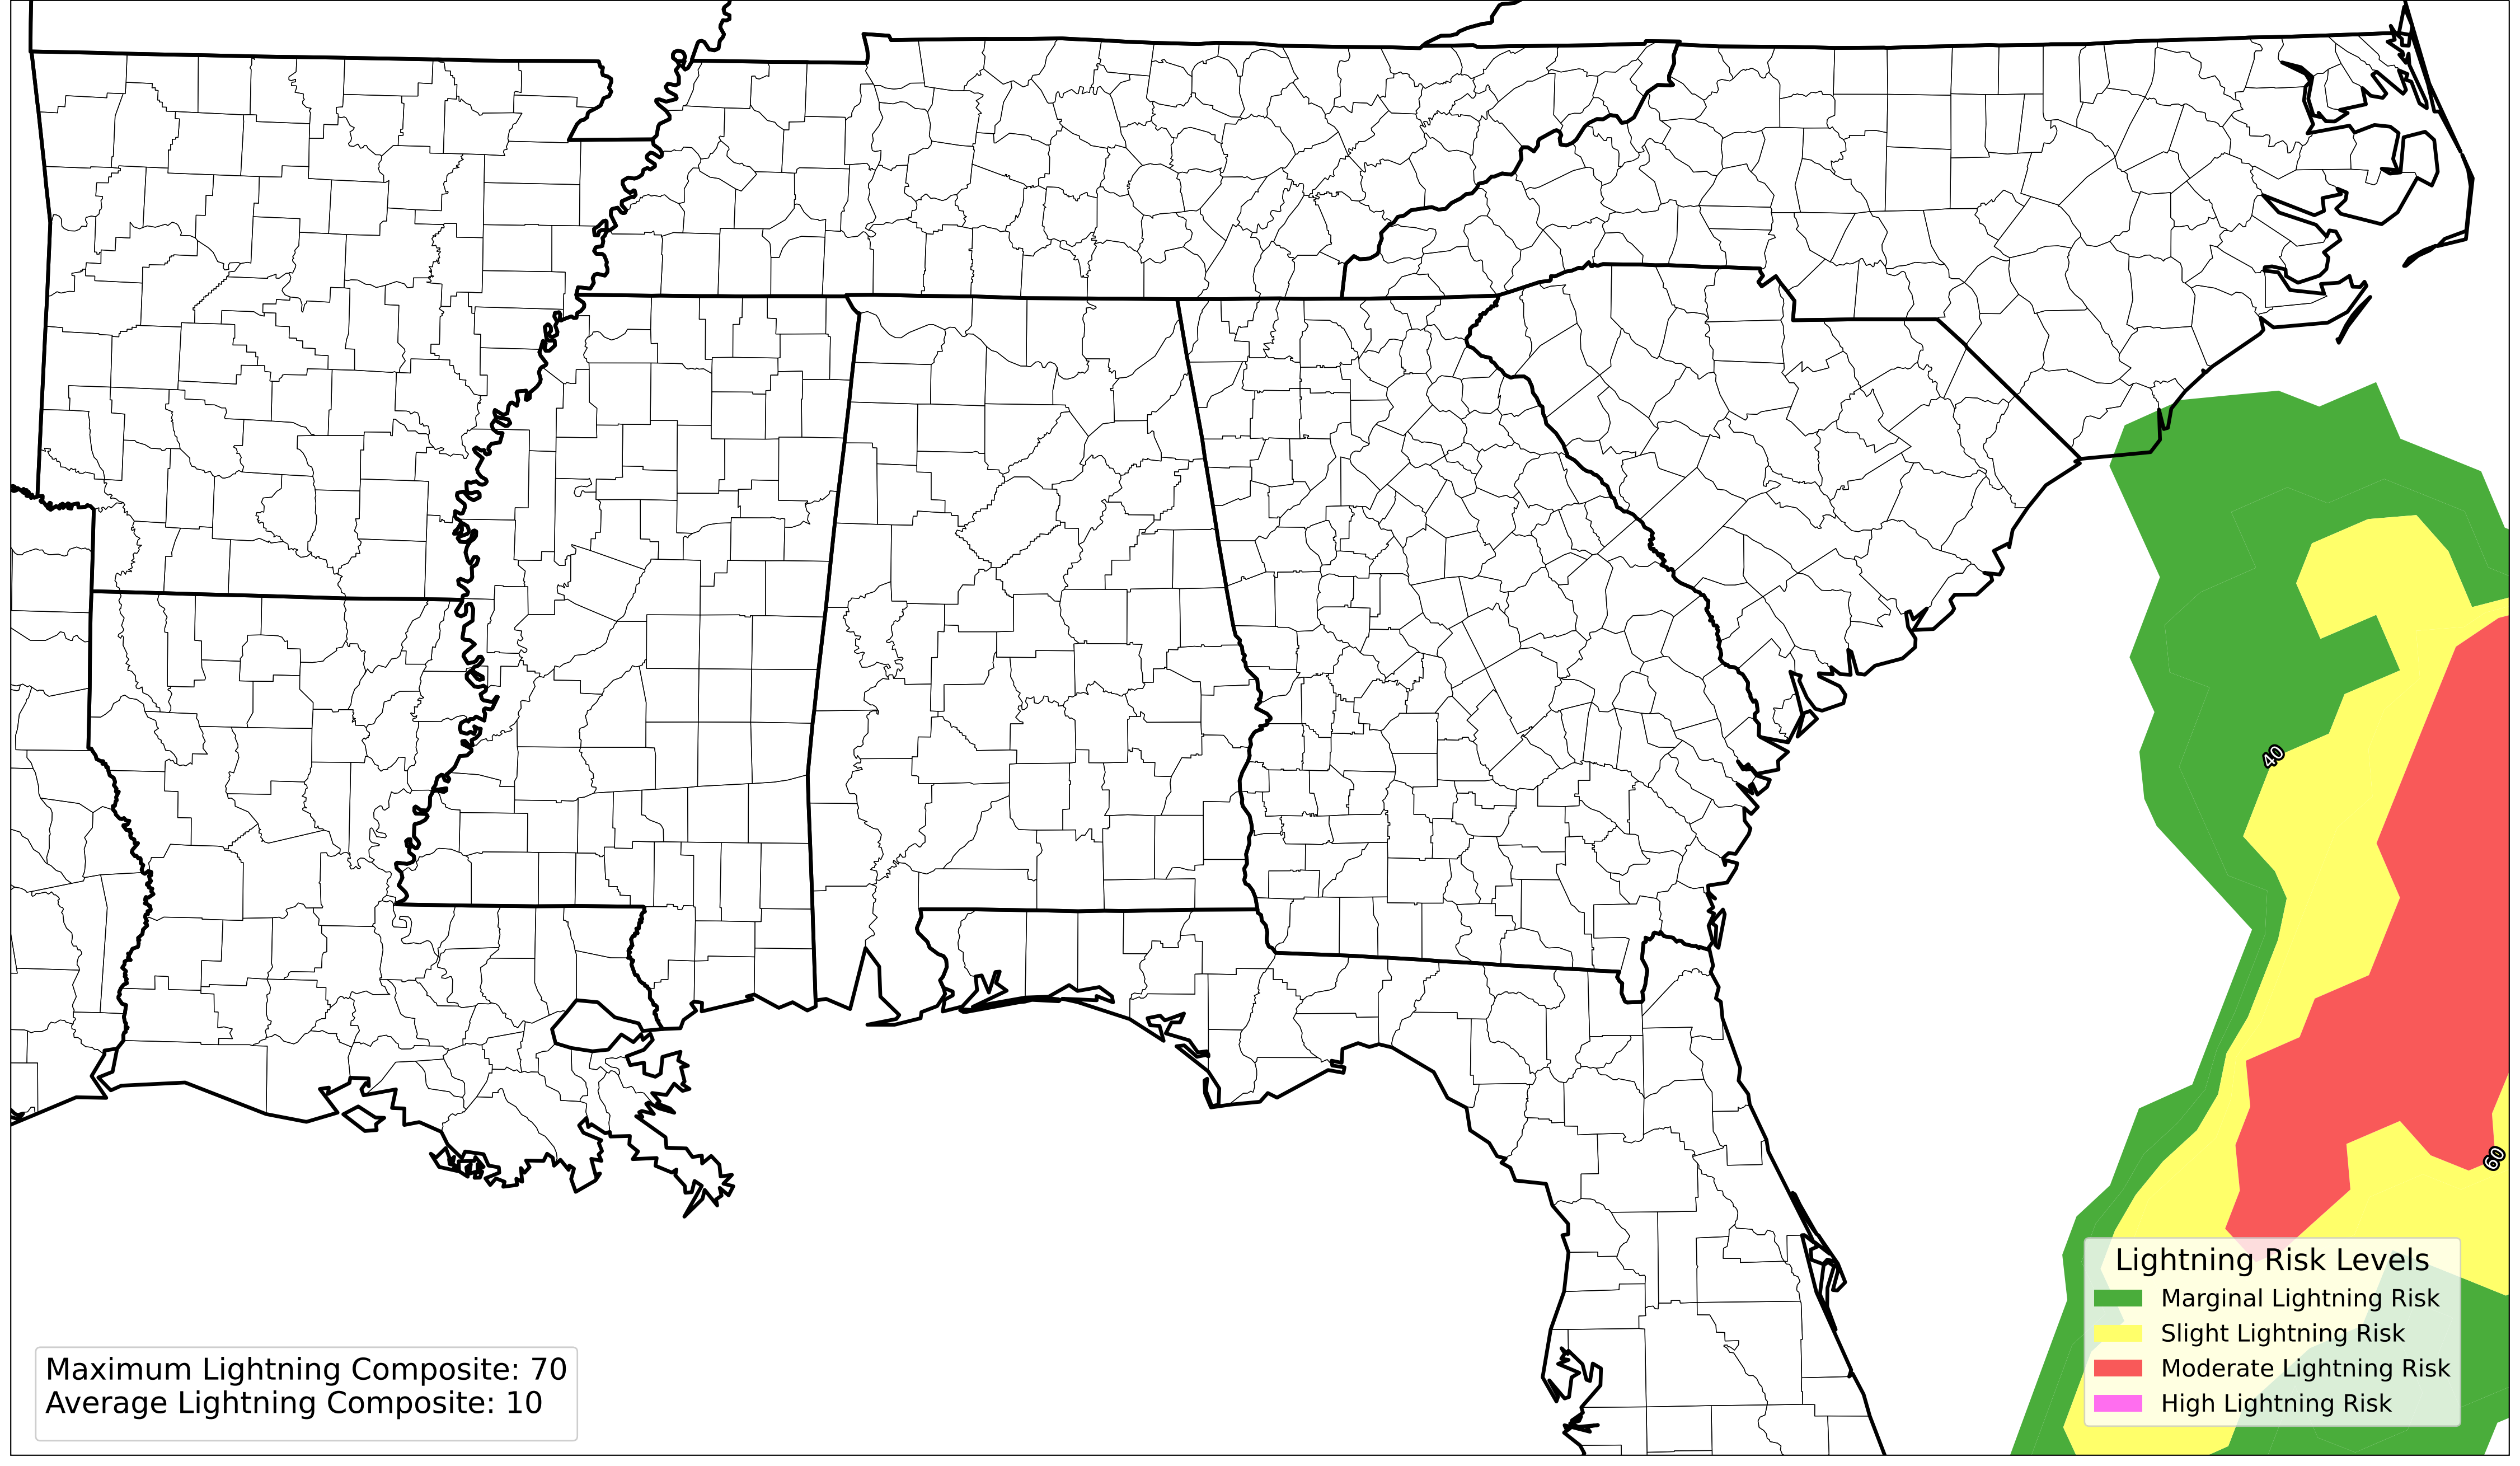 40
60
Lightning Risk Levels
Marginal Lightning Risk
Slight Lightning Risk
Moderate Lightning Risk
High Lightning Risk
Maximum Lightning Composite: 70
Average Lightning Composite: 10